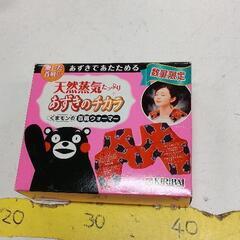 あずきであたためる
数量限定
天然蒸気たっぷり
あずきのチカラ
くまモンの首肩ウォーマー
KIRIBAI
20
30
40